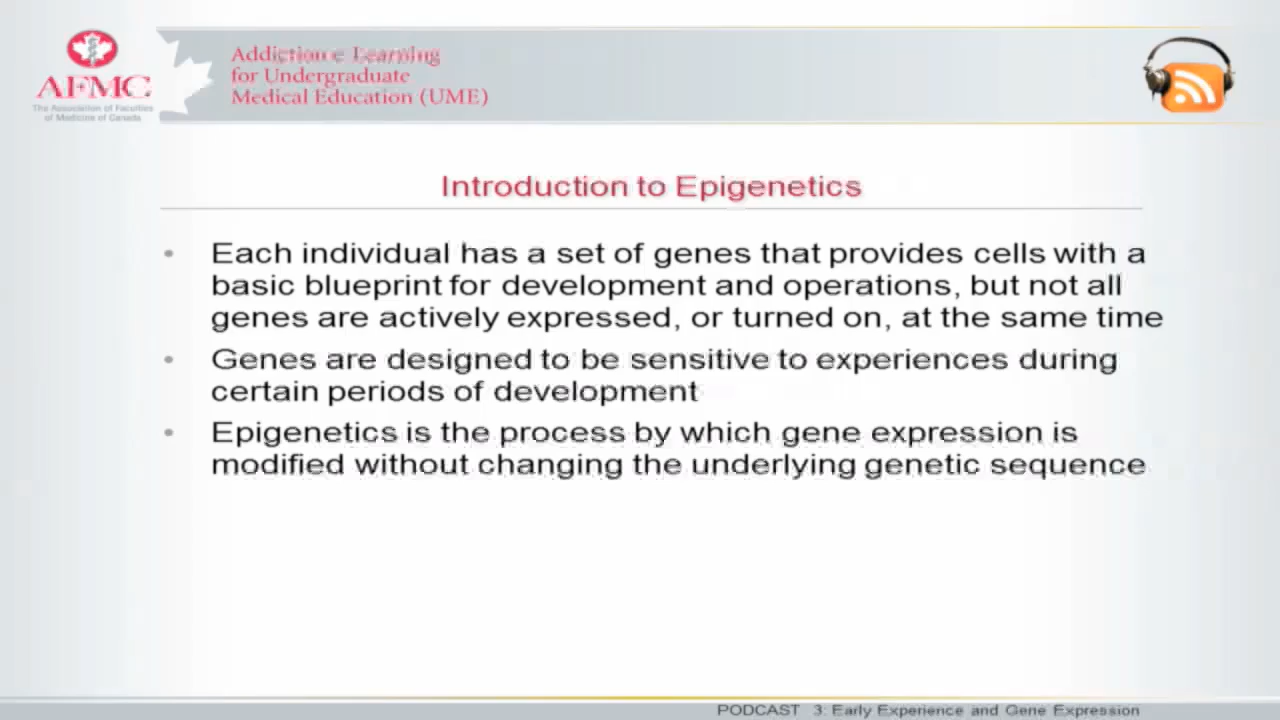 AFMC
The Association of Faculties
of Medicine of Canada
Addiction e Learning
for Undergraduate
Medical Education (UME)
Introduction to Epigenetics
• Each individual has a set of genes that provides cells with a
basic blueprint for development and operations, but not all
genes are actively expressed, or turned on, at the same time
• Genes are designed to be sensitive to experiences during
certain periods of development
• Epigenetics is the process by which gene expression is
modified without changing the underlying genetic sequence
PODCAST 3: Early Experience and Gene Expression